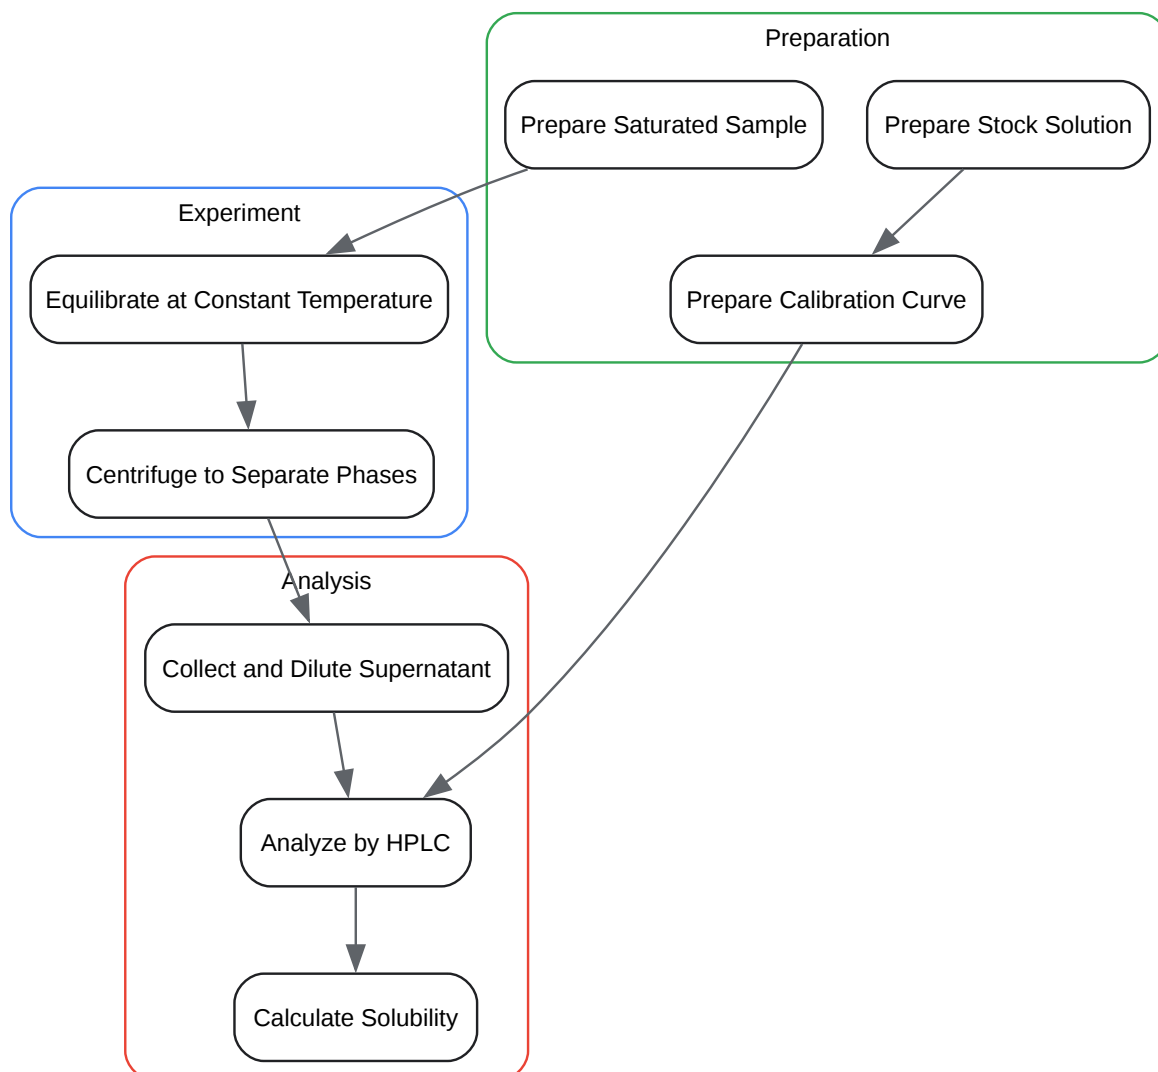 Preparation
Prepare Saturated Sample
Prepare Stock Solution
Experiment
Equilibrate at Constant Temperature
Prepare Calibration Curve
Centrifuge to Separate Phases
Analysis
Collect and Dilute Supernatant
Analyze by HPLC
Calculate Solubility